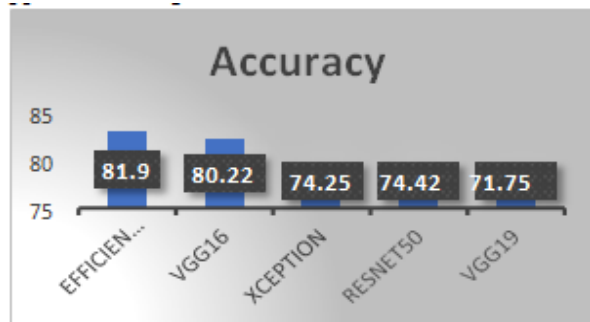 Accuracy
85
80
75
81.9
80.22
74.25
74.42
71.75
EFFICIEN...
VGG16
XCEPTION
RESNET50
VGG19